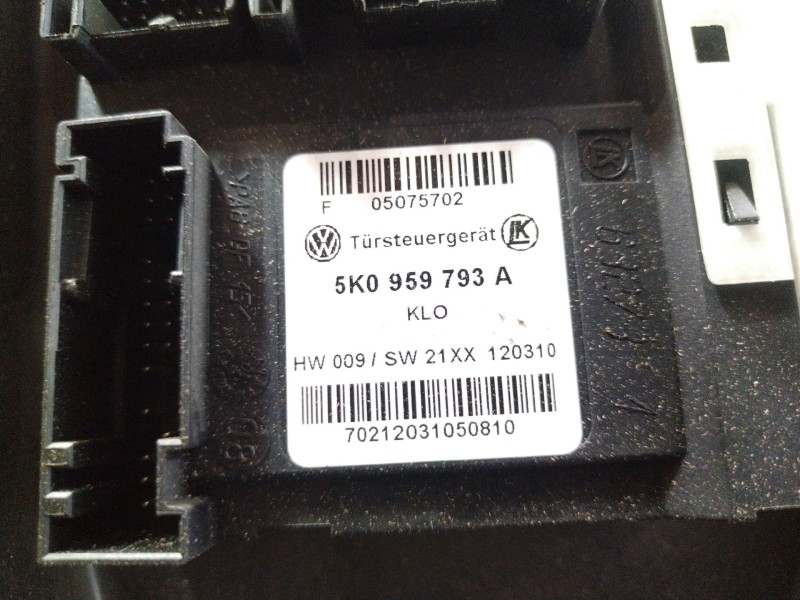 F 05075702
Türsteuergerät
5K0 959 793 A
KLO
HW 009 / SW 21XX 120310
70212031050810